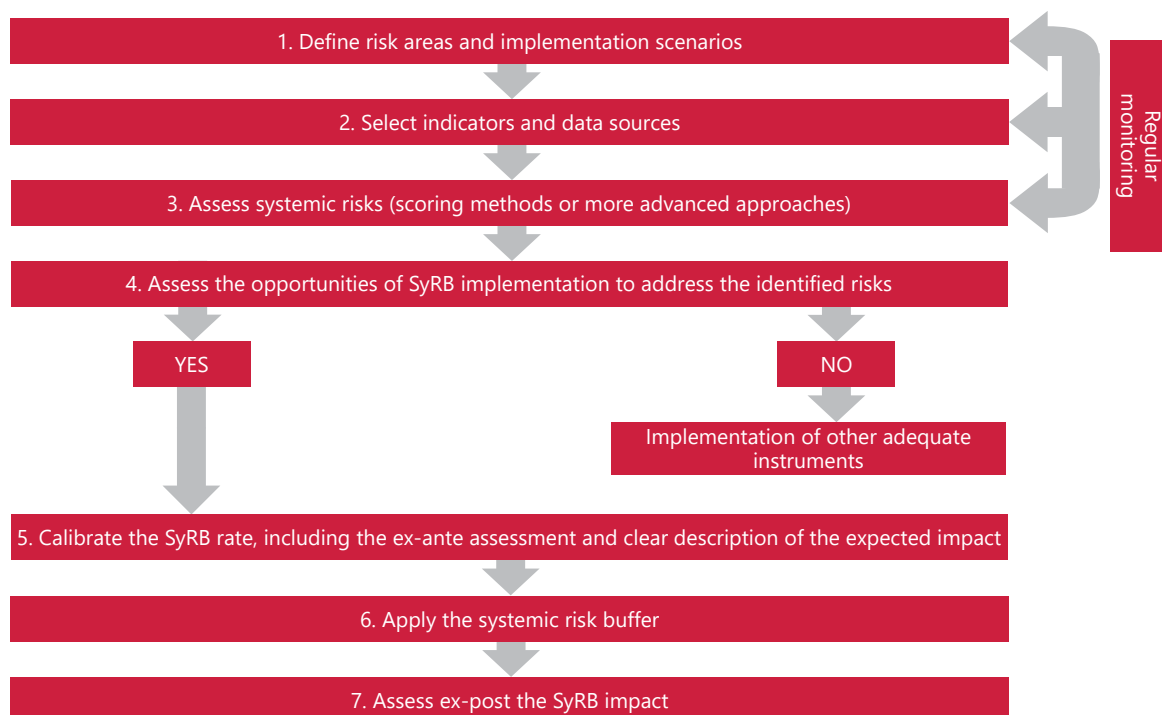 1. Define risk areas and implementation scenarios
2. Select indicators and data sources
3. Assess systemic risks (scoring methods or more advanced approaches)
Regular
monitoring
4. Assess the opportunities of SyRB implementation to address the identified risks
YES
NO
Implementation of other adequate
instruments
5. Calibrate the SyRB rate, including the ex-ante assessment and clear description of the expected impact
6. Apply the systemic risk buffer
7. Assess ex-post the SyRB impact